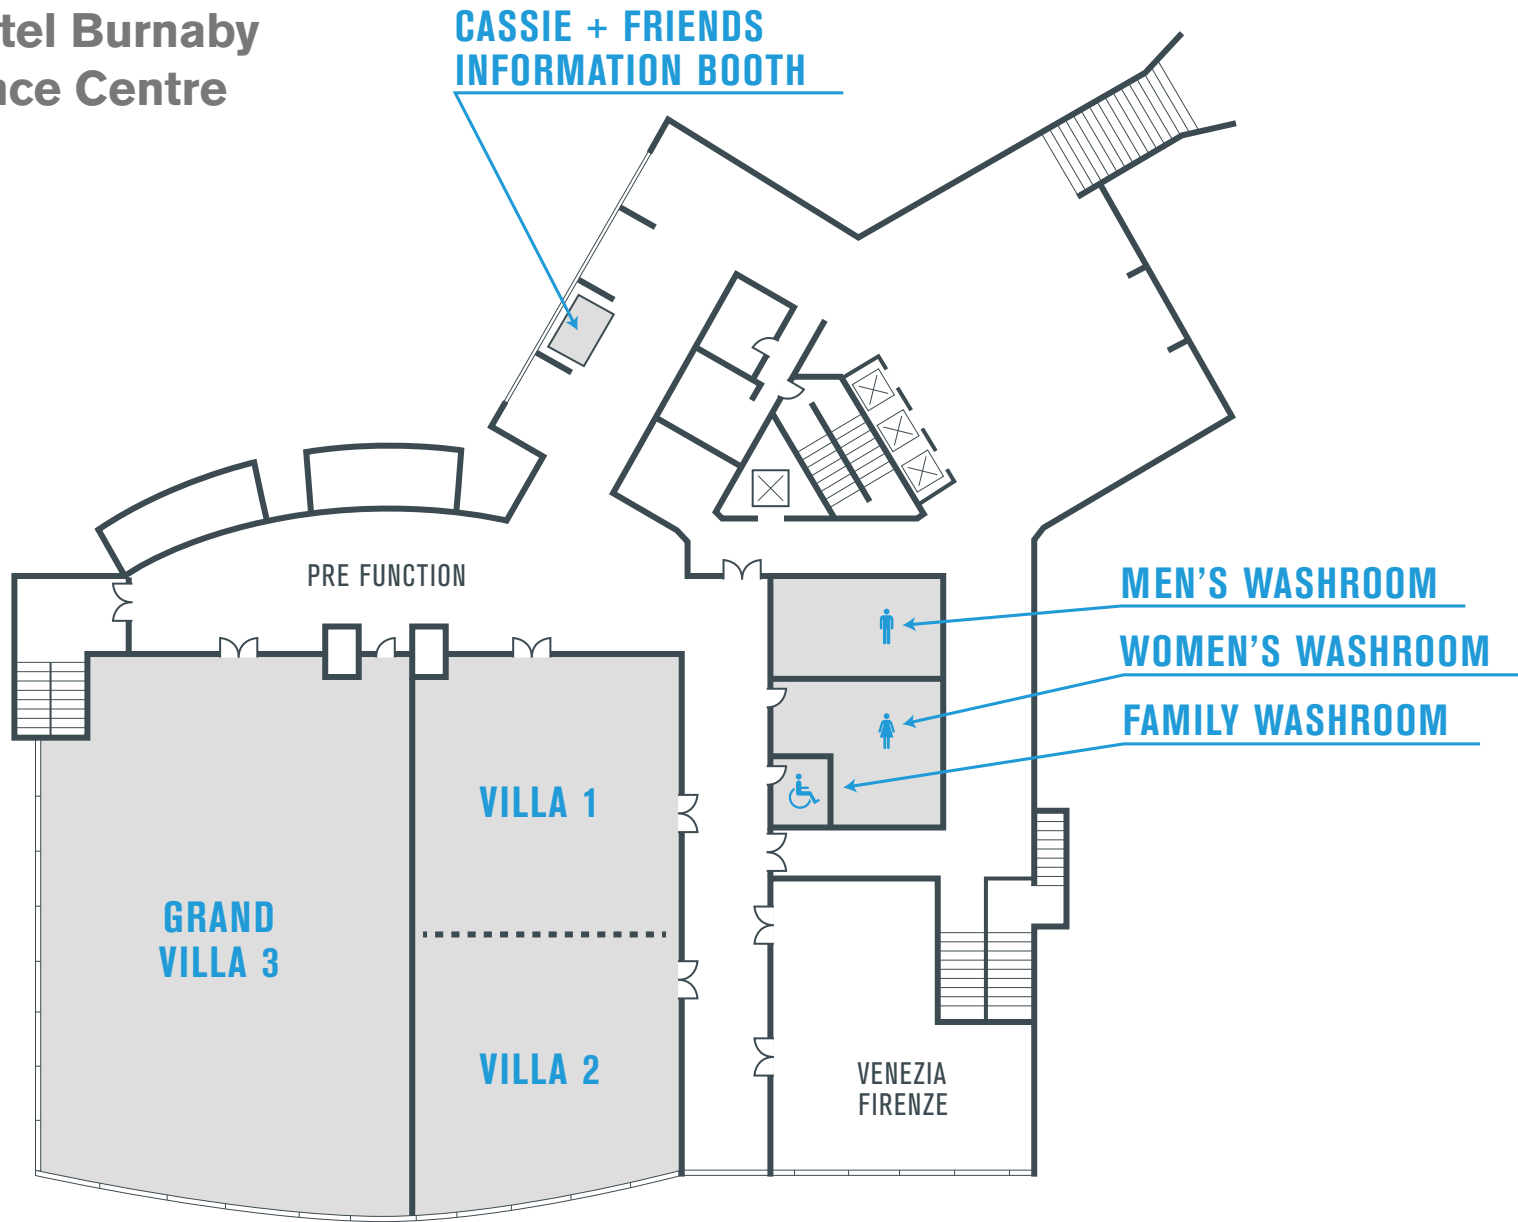 tel Burnaby
nce Centre
CASSIE + FRIENDS
INFORMATION BOOTH
PRE FUNCTION
MEN'S WASHROOM
WOMEN'S WASHROOM
FAMILY WASHROOM
VILLA 1
GRAND
VILLA 3
VILLA 2
VENEZIA
FIRENZE